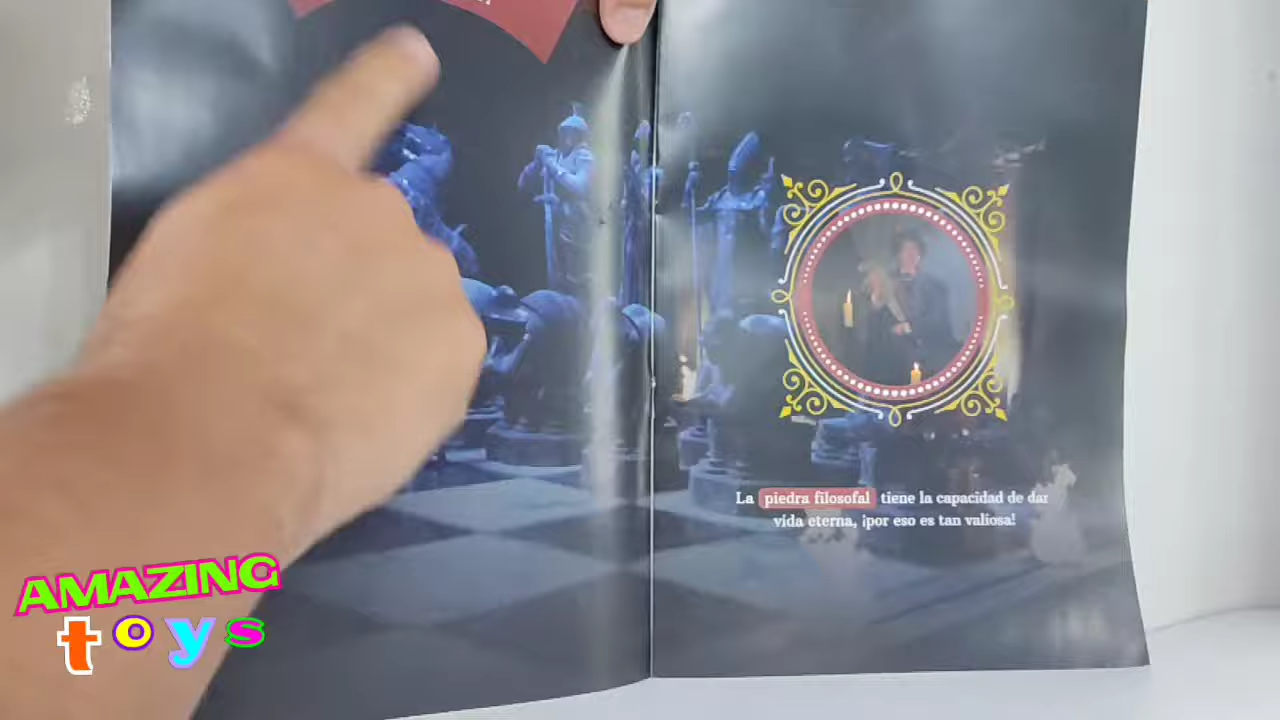 La piedra filosofal tiene la capacidad de dar
vida eterna, ¡por eso es tan valiosa!
AMAZING
toys